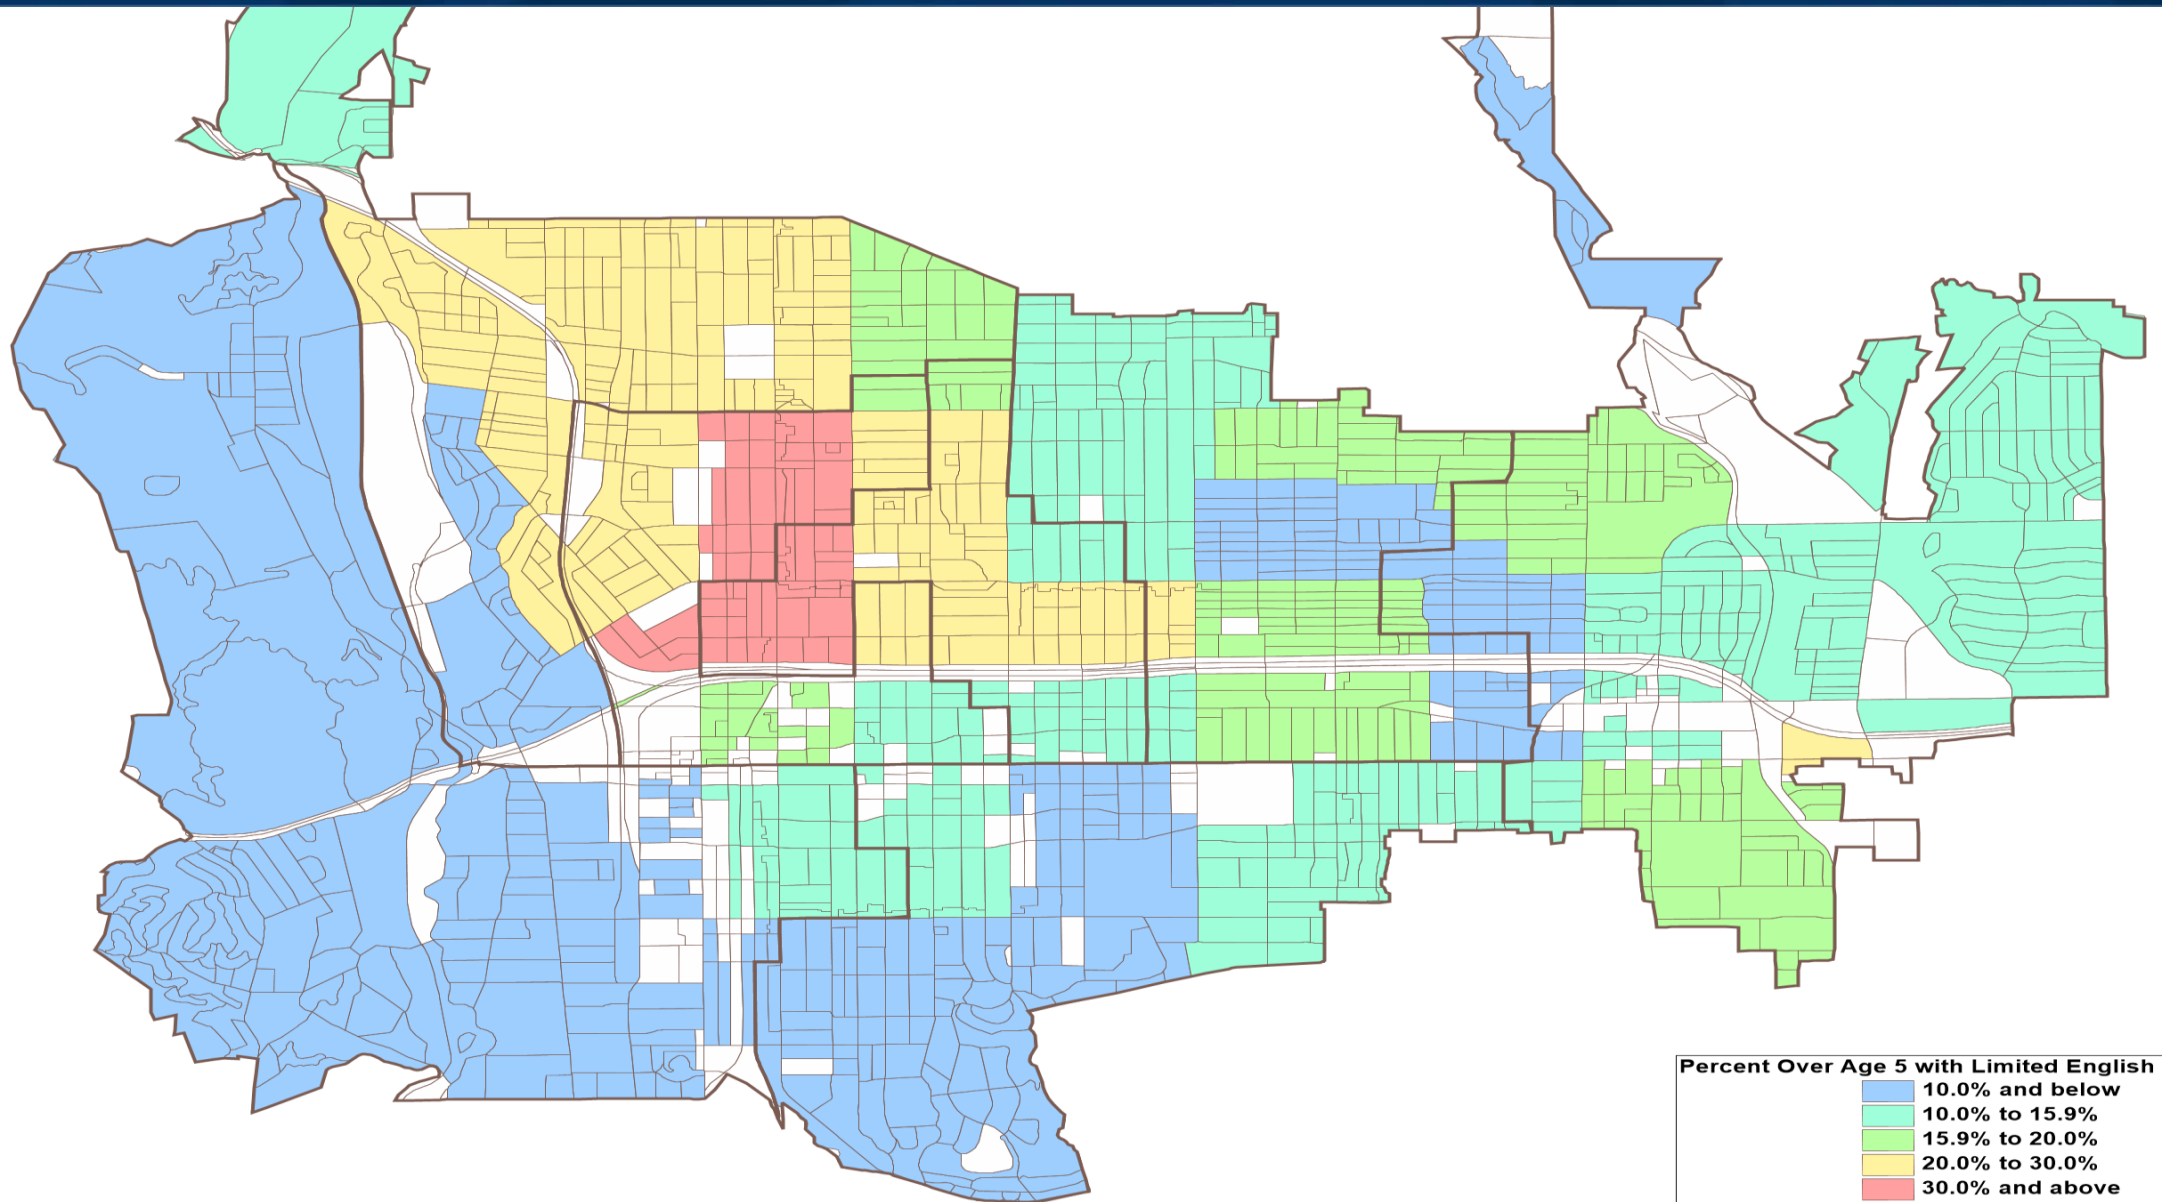 Percent Over Age 5 with Limited English
10.0% and below
10.0% to 15.9%
15.9% to 20.0%
20.0% to 30.0%
30.0% and above